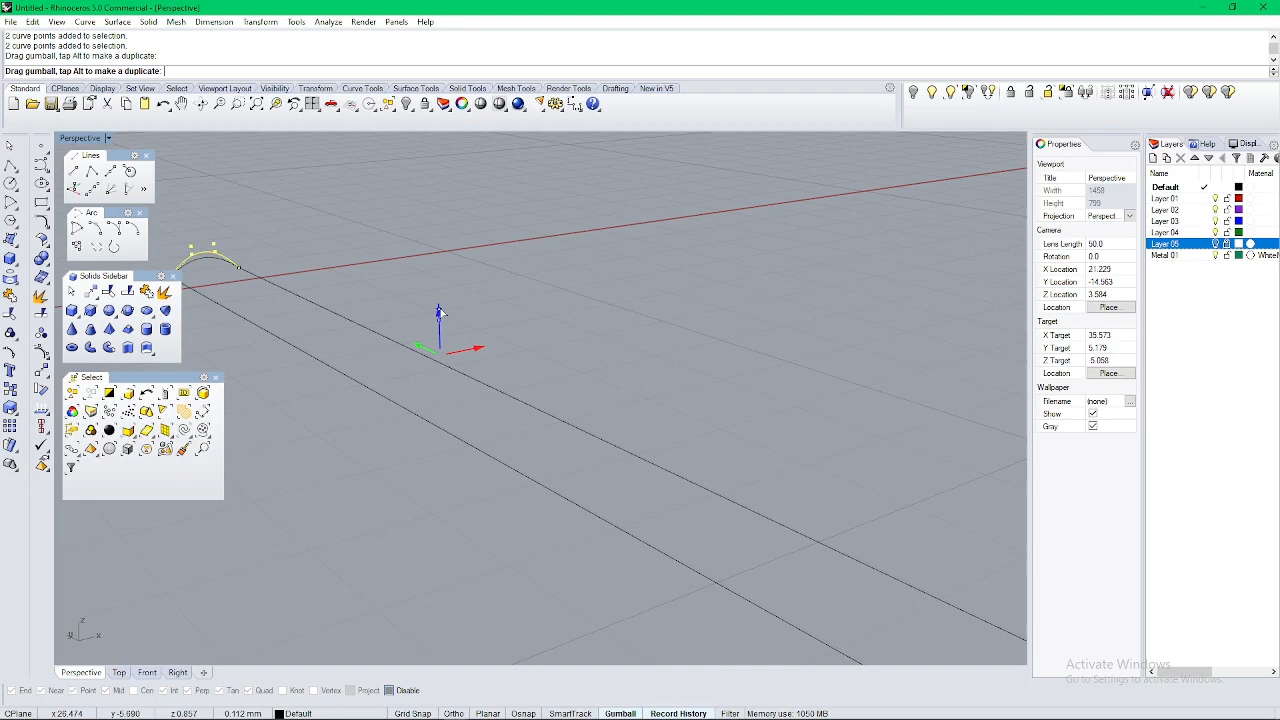 Untitled - Rhinoceros 5.0 Commercial - [Perspective]
File Edit View Curve Surface Solid Mesh Dimension Transform Tools Analyze Render Panels Help
2 curve points added to selection.
2 curve points added to selection.
Drag gumball, tap Alt to make a duplicate:
Drag gumball, tap Alt to make a duplicate:
Standard CPlanes Display Set View Select Viewport Layout Visibility Transform Curve Tools Surface Tools Solid Tools Mesh Tools Render Tools Drafting New in V5
Perspective
Lines
Arc
Solids Sidebar
Select
z
y x
Properties
Viewport
Title Perspective
Width 1458
Height 799
Projection Perspect...
Camera
Lens Length 50.0
Rotation 0.0
X Location 21.229
Y Location -14.563
Z Location 3.584
Location Place...
Target
X Target 35.573
Y Target 5.179
Z Target -5.058
Location Place...
Wallpaper
Filename (none) ...
Show
Gray
Layers Help Displ...
Name Material
Default
Layer 01
Layer 02
Layer 03
Layer 04
Layer 05
Metal 01
Activate Windows
Go to Settings to activate Windows.
Perspective Top Front Right
End Near Point Mid Cen Int Perp Tan Quad Knot Vertex Project Disable
CPlane x 26.474 y -5.690 z 0.857 0.112 mm Default Grid Snap Ortho Planar Osnap SmartTrack Gumball Record History Filter Memory use: 1050 MB